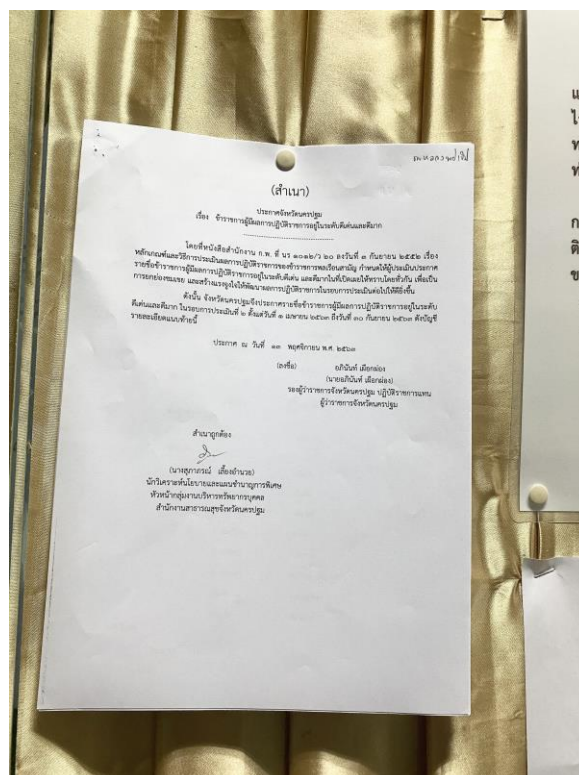 (สำเนา)
ประกาศจังหวัดนครปฐม
เรื่อง ข้าราชการผู้มีผลการปฏิบัติราชการอยู่ในระดับดีเด่นและดีมาก
โดยที่หนังสือสำนักงาน ก.พ. ที่ นร ๑๐๑๒/ว ๒๐ ลงวันที่ ๓ กันยายน ๒๕๕๒ เรื่อง
หลักเกณฑ์และวิธีการประเมินผลการปฏิบัติราชการของข้าราชการพลเรือนสามัญ กำหนดให้ผู้ประเมินประกาศ
รายชื่อข้าราชการผู้มีผลการปฏิบัติราชการอยู่ในระดับ ดีเด่น และดีมากในที่เปิดเผยให้ทราบโดยทั่วกัน เพื่อเป็น
การยกย่องชมเชย และสร้างแรงจูงใจให้พัฒนาผลการปฏิบัติราชการในรอบการประเมินต่อไปให้ดียิ่งขึ้น
ดังนั้น จังหวัดนครปฐมจึงประกาศรายชื่อข้าราชการผู้มีผลการปฏิบัติราชการอยู่ในระดับ
ดีเด่นและดีมาก ในรอบการประเมินที่ ๒ ตั้งแต่วันที่ ๑ เมษายน ๒๕๖๓ ถึงวันที่ ๓๐ กันยายน ๒๕๖๓ ดังบัญชี
รายละเอียดแนบท้ายนี้
ประกาศ ณ วันที่ ๑๓ พฤศจิกายน พ.ศ. ๒๕๖๓
(ลงชื่อ) อภินันท์ เผือกผ่อง
(นายอภินันท์ เผือกผ่อง)
รองผู้ว่าราชการจังหวัดนครปฐม ปฏิบัติราชการแทน
ผู้ว่าราชการจังหวัดนครปฐม
สำเนาถูกต้อง
(นางสุภาภรณ์ เลื้องอำนวย)
นักวิเคราะห์นโยบายและแผนชำนาญการพิเศษ
หัวหน้ากลุ่มงานบริหารทรัพยากรบุคคล
สำนักงานสาธารณสุขจังหวัดนครปฐม